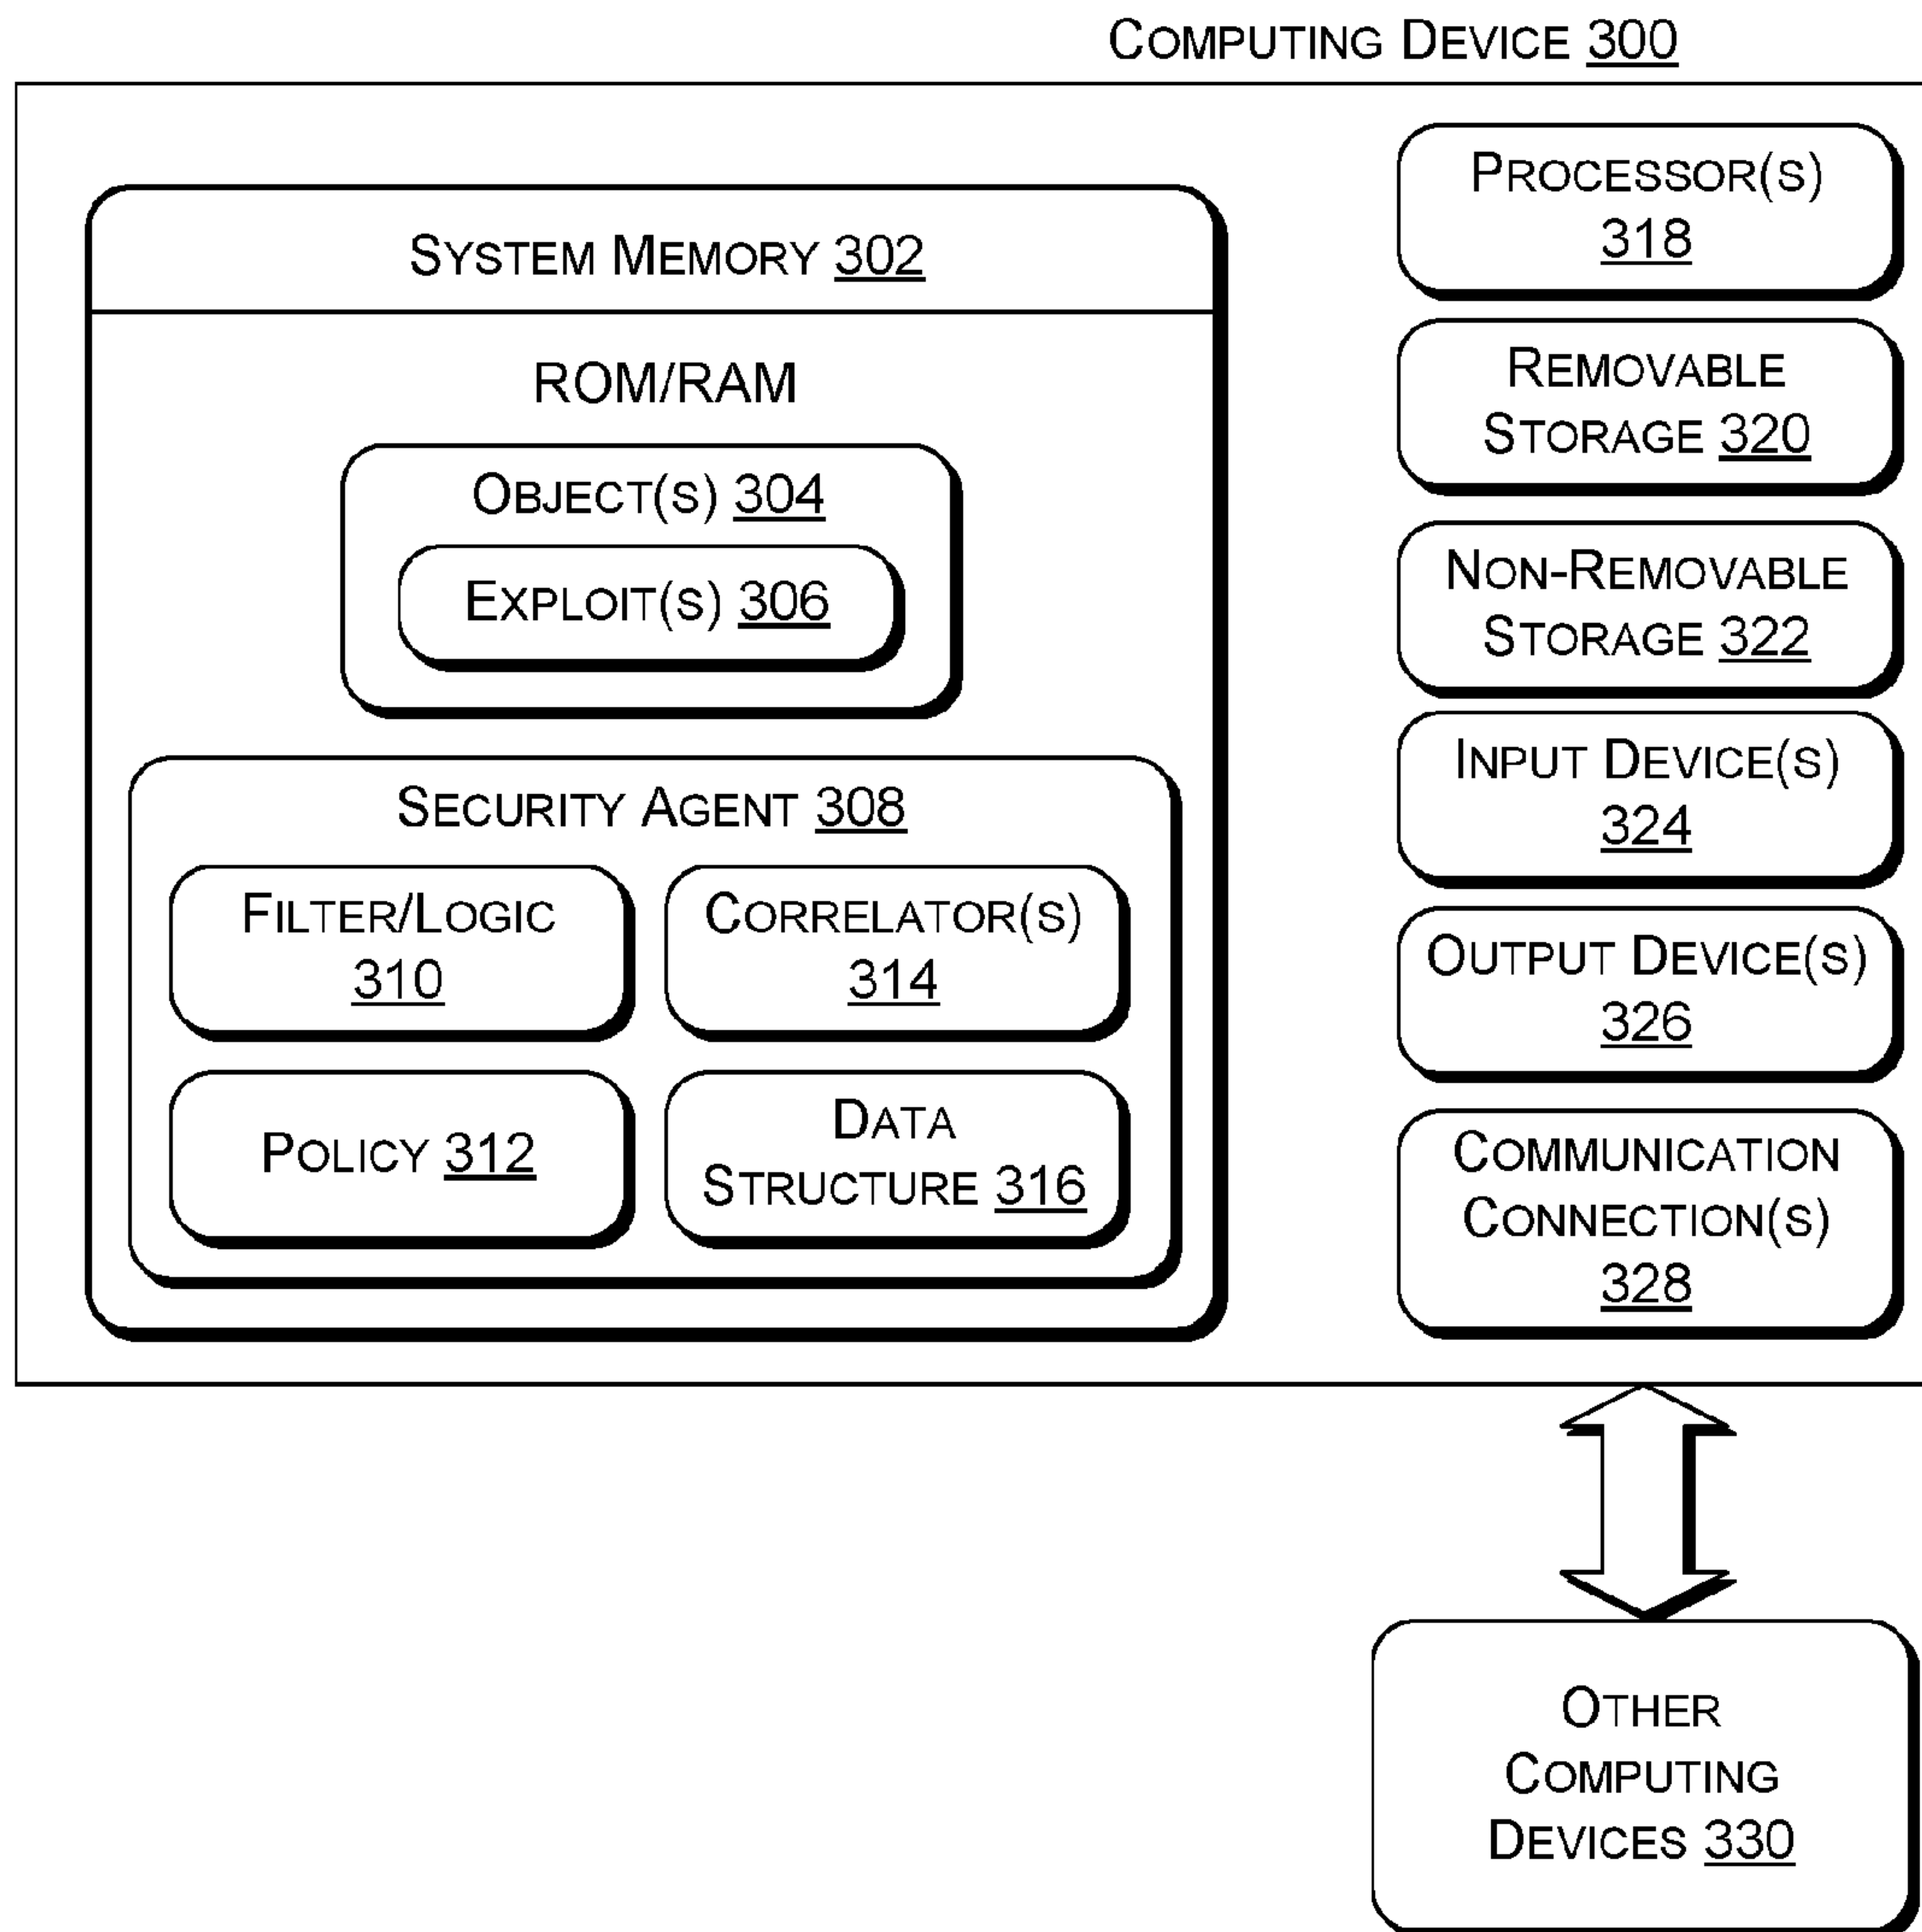 COMPUTING DEVICE 300
SYSTEM MEMORY 302
ROM/RAM
OBJECT(S) 304
EXPLOIT(S) 306
SECURITY AGENT 308
FILTER/LOGIC
310
CORRELATOR(S)
314
POLICY 312
DATA
STRUCTURE 316
PROCESSOR(S)
318
REMOVABLE
STORAGE 320
NON-REMOVABLE
STORAGE 322
INPUT DEVICE(S)
324
OUTPUT DEVICE(S)
326
COMMUNICATION
CONNECTION(S)
328
OTHER
COMPUTING
DEVICES 330